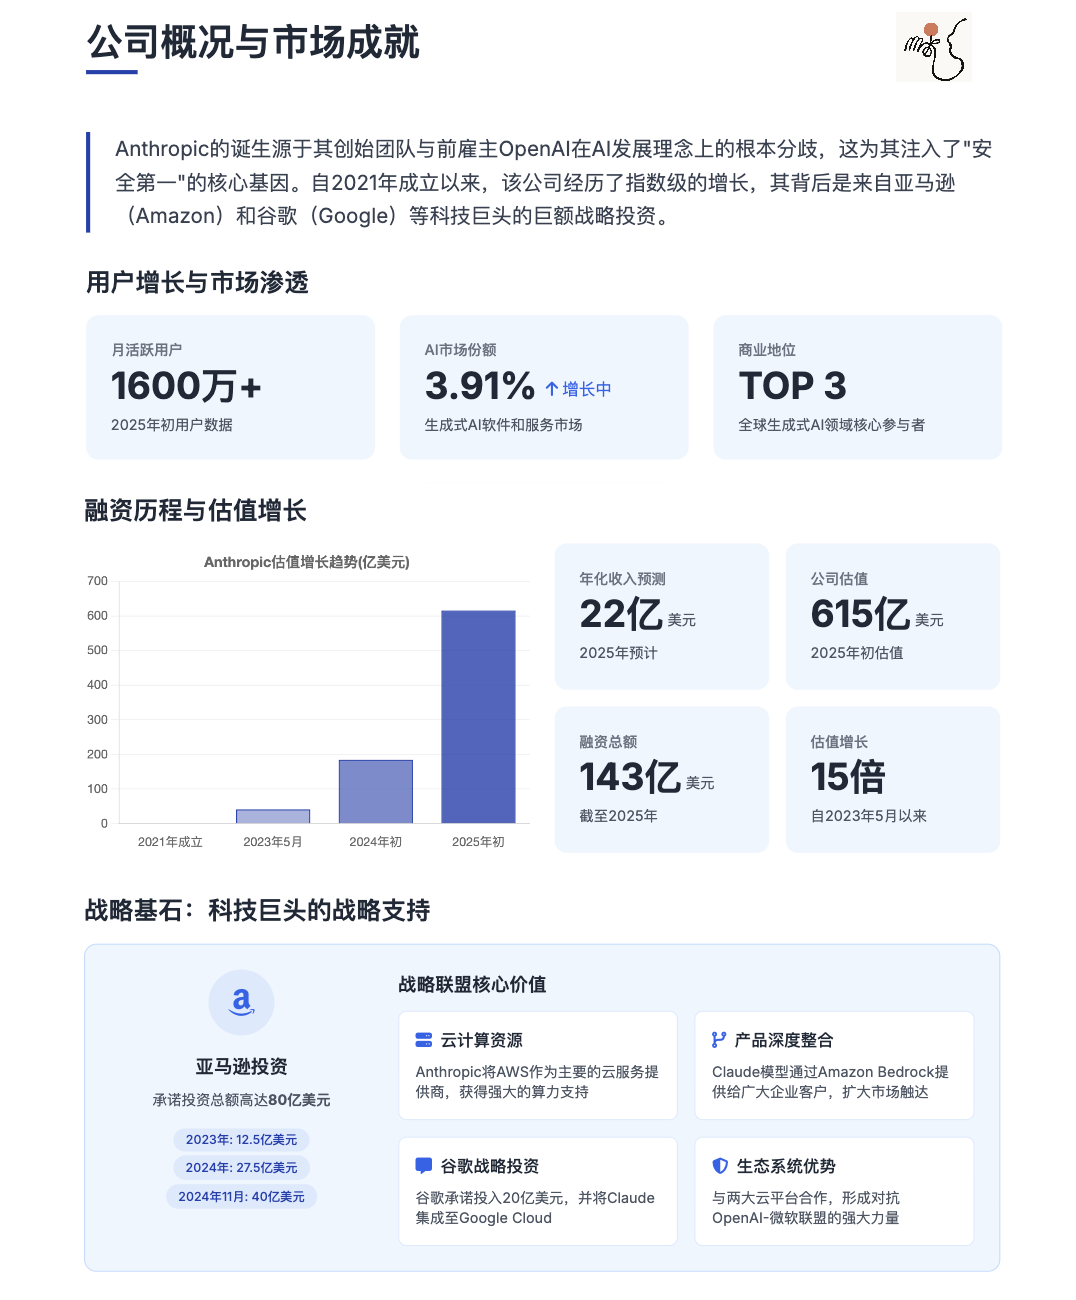 公司概况与市场成就
Anthropic的诞生源于其创始团队与前雇主OpenAI在AI发展理念上的根本分歧，这为其注入了"安
全第一"的核心基因。自2021年成立以来，该公司经历了指数级的增长，其背后是来自亚马逊
（Amazon）和谷歌（Google）等科技巨头的巨额战略投资。
用户增长与市场渗透
月活跃用户
1600万+
2025年初用户数据
AI市场份额
3.91% 增长中
生成式AI软件和服务市场
商业地位
TOP 3
全球生成式AI领域核心参与者
融资历程与估值增长
Anthropic估值增长趋势(亿美元)
700
600
500
400
300
200
100
0
2021年成立
2023年5月
2024年初
2025年初
年化收入预测
22亿 美元
2025年预计
公司估值
615亿 美元
2025年初估值
融资总额
143亿 美元
截至2025年
估值增长
15倍
自2023年5月以来
战略基石：科技巨头的战略支持
亚马逊投资
承诺投资总额高达80亿美元
2023年: 12.5亿美元
2024年: 27.5亿美元
2024年11月: 40亿美元
战略联盟核心价值
云计算资源
Anthropic将AWS作为主要的云服务提
供商，获得强大的算力支持
产品深度整合
Claude模型通过Amazon Bedrock提
供给广大企业客户，扩大市场触达
谷歌战略投资
谷歌承诺投入20亿美元，并将Claude
集成至Google Cloud
生态系统优势
与两大云平台合作，形成对抗
OpenAI-微软联盟的强大力量